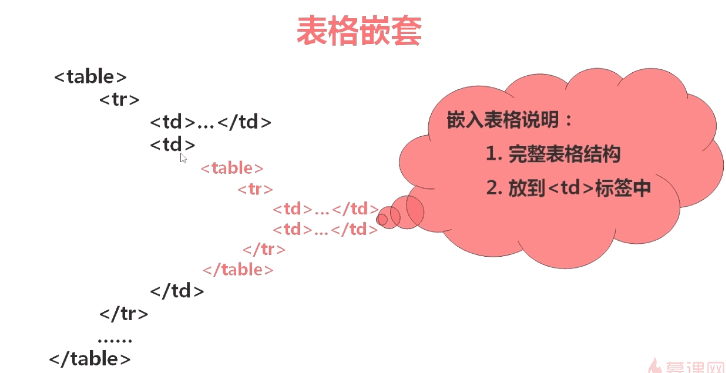 表格嵌套
<table>
<tr>
<td>...</td>
<td>
<table>
<tr>
<td>...</td>
<td>...</td>
</tr>
</table>
</td>
</tr>
......
</table>
嵌入表格说明：
1. 完整表格结构
2. 放到<td>标签中
慕课网